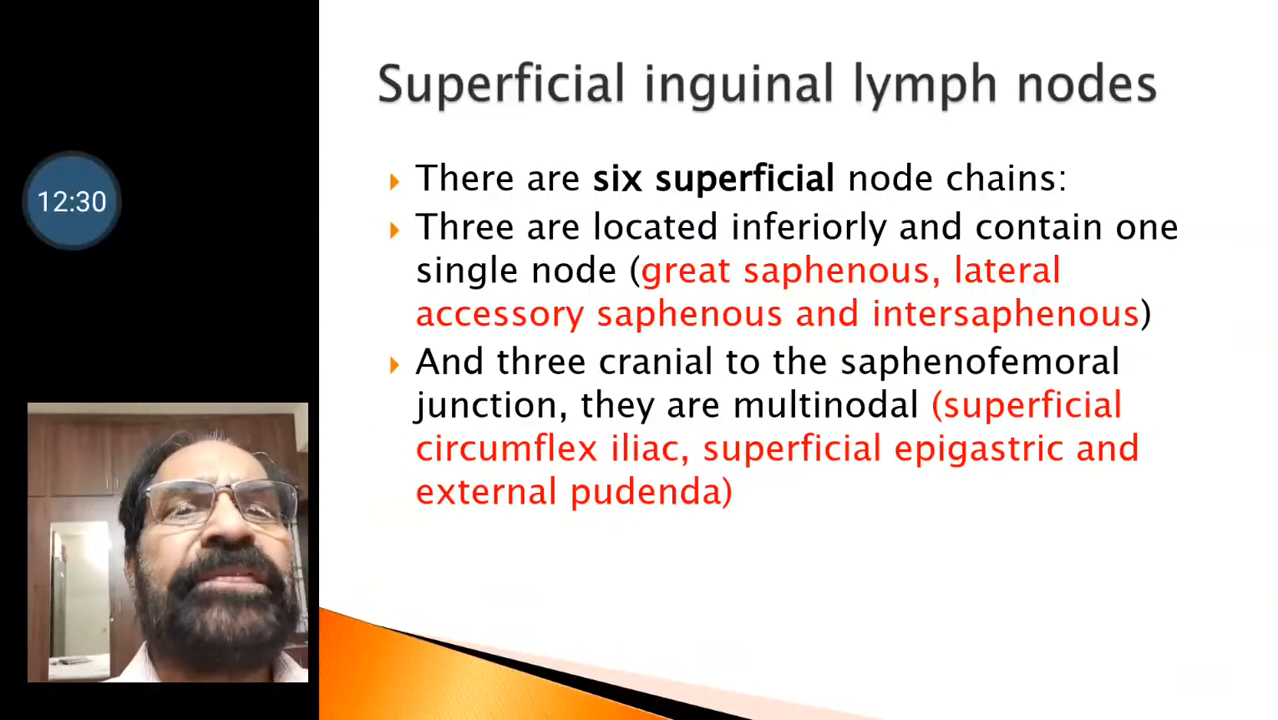 Superficial inguinal lymph nodes
12:30
There are six superficial node chains:
Three are located inferiorly and contain one
single node (great saphenous, lateral
accessory saphenous and intersaphenous)
And three cranial to the saphenofemoral
junction, they are multinodal (superficial
circumflex iliac, superficial epigastric and
external pudenda)